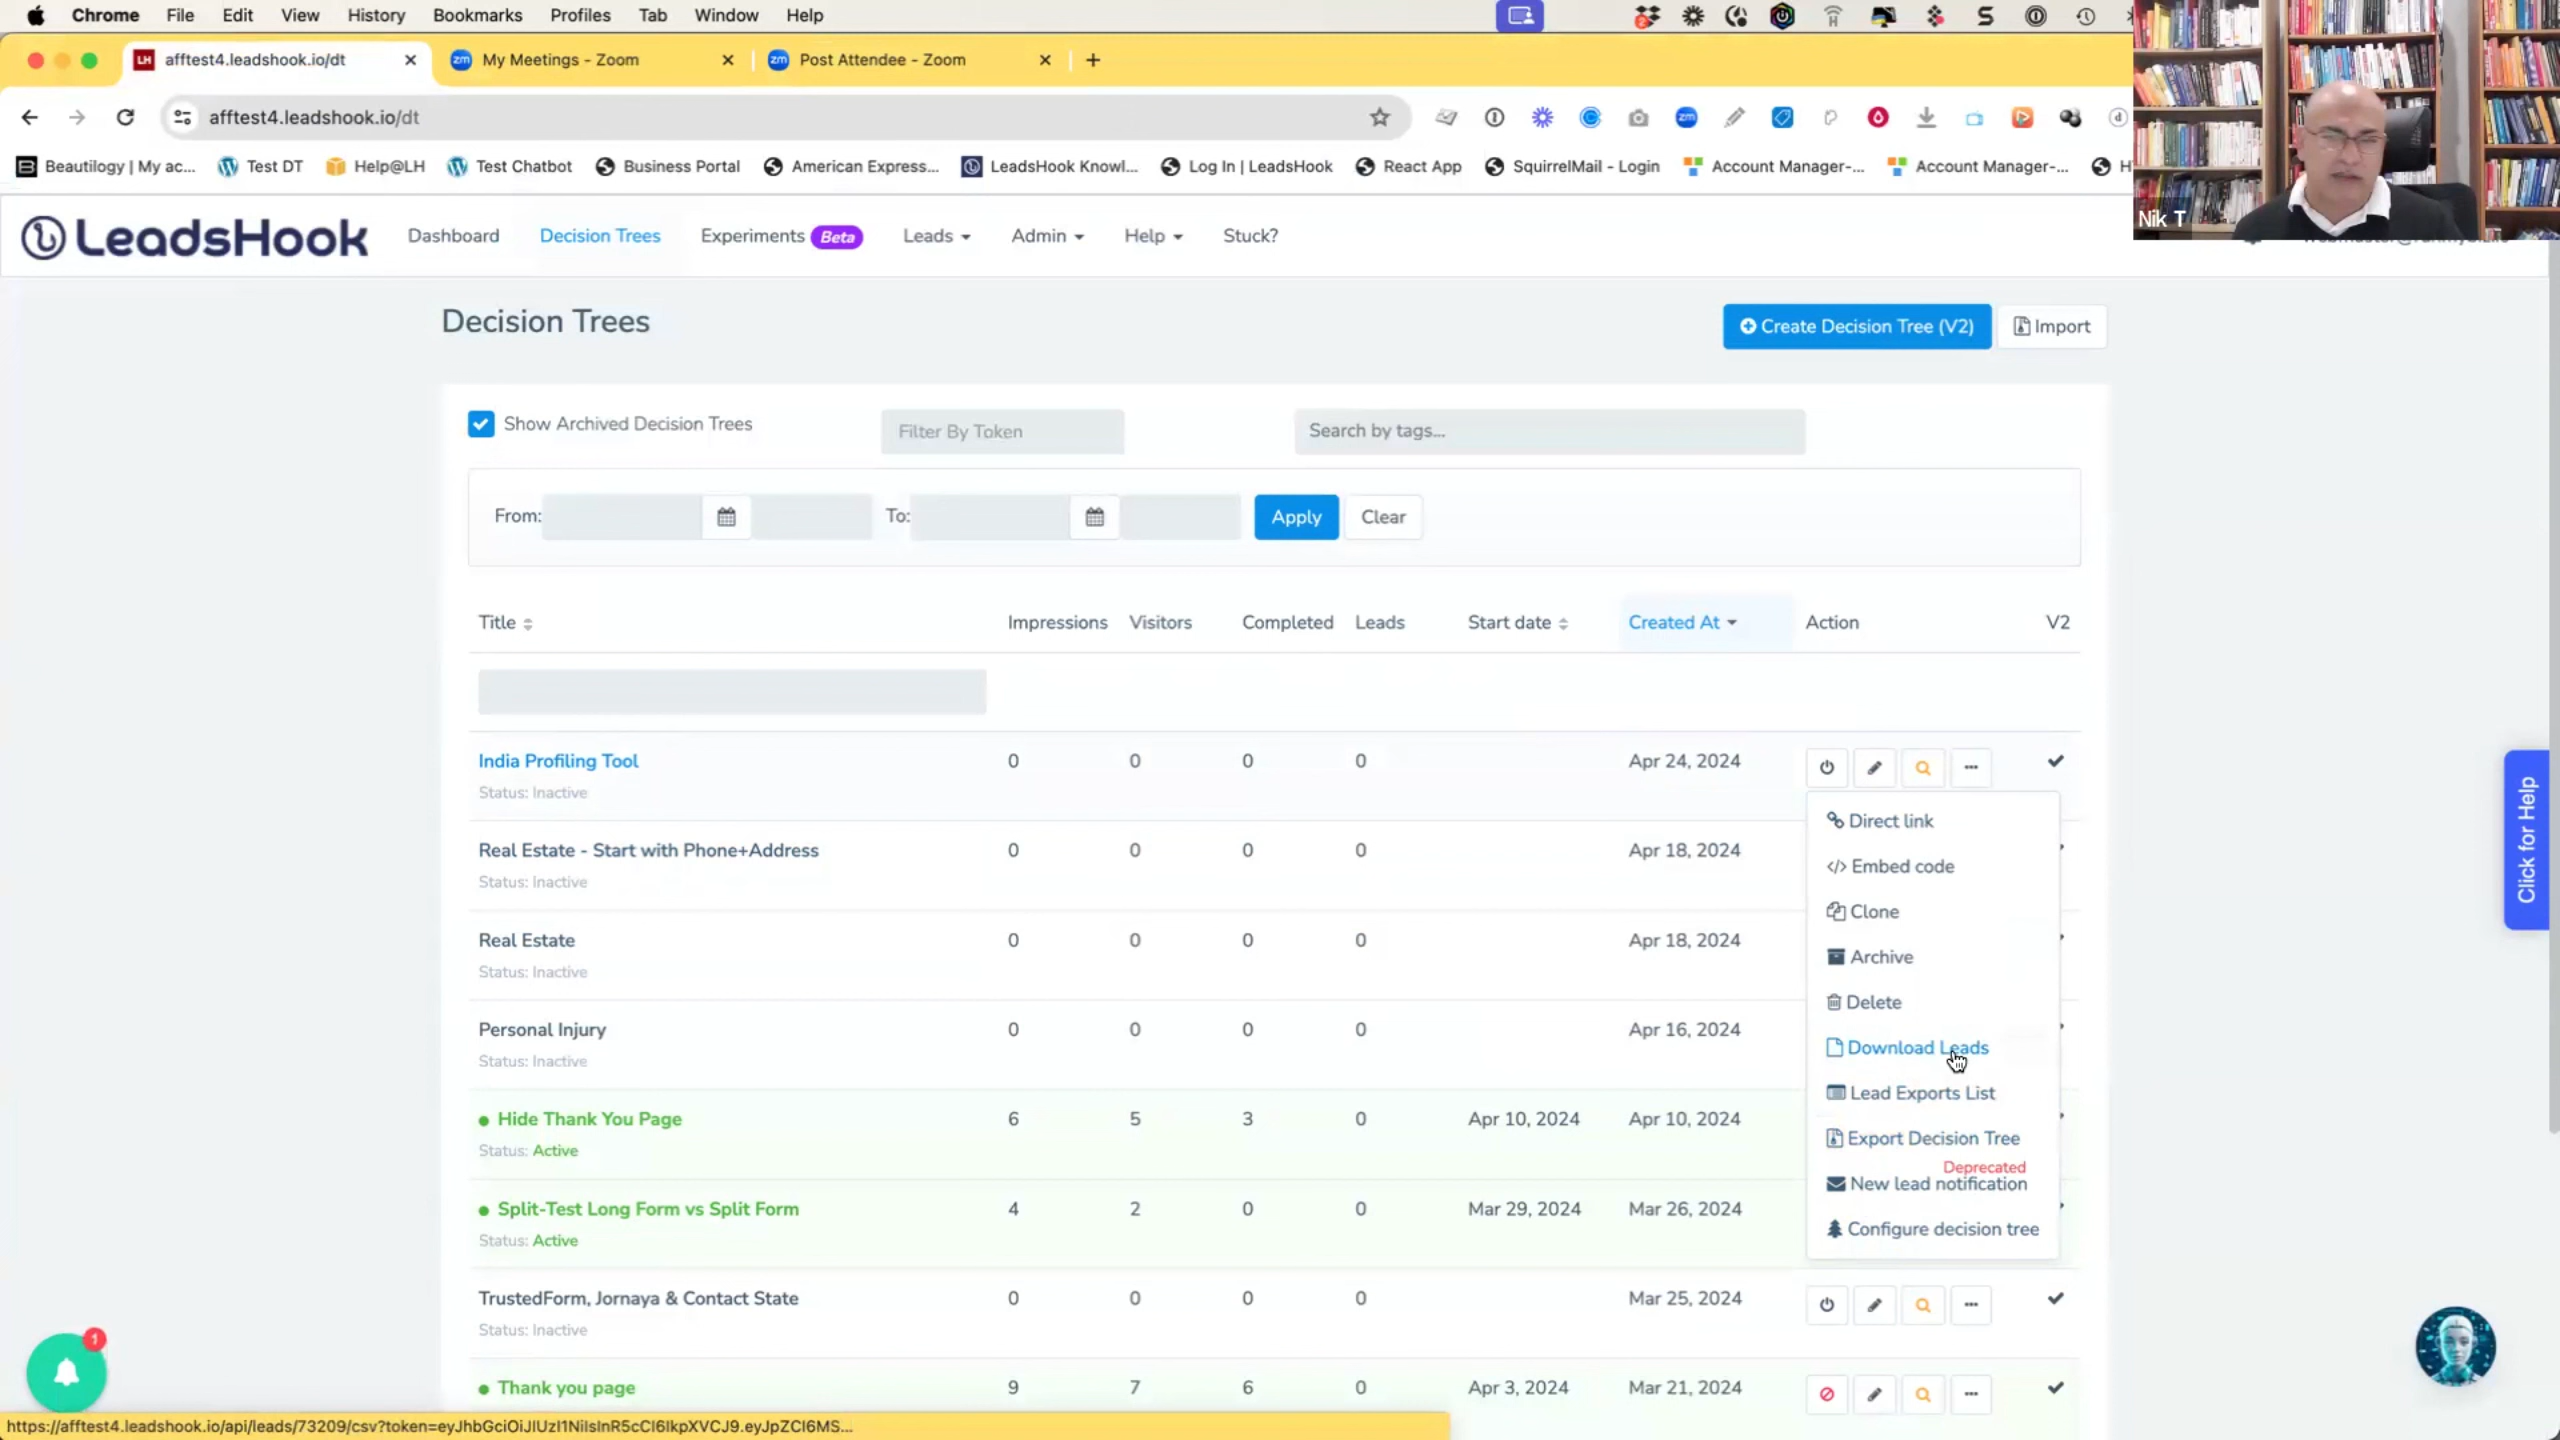 Chrome File Edit View History Bookmarks Profiles Tab Window Help
afftest4.leadshook.io/dt
My Meetings - Zoom
Post Attendee - Zoom
afftest4.leadshook.io/dt
Beautilogy | My ac... Test DT Help@LH Test Chatbot Business Portal American Express... LeadsHook Knowl... Log In | LeadsHook React App SquirrelMail - Login Account Manager-... Account Manager-...
Nik T
LeadsHook Dashboard Decision Trees Experiments Beta Leads Admin Help Stuck?
Decision Trees
Create Decision Tree (V2) Import
Show Archived Decision Trees Filter By Token Search by tags...
From: To: Apply Clear
Title Impressions Visitors Completed Leads Start date Created At Action V2
India Profiling Tool 0 0 0 0 Apr 24, 2024
Status: Inactive
Direct link
Real Estate - Start with Phone+Address 0 0 0 0 Apr 18, 2024
Embed code
Status: Inactive
Clone
Real Estate 0 0 0 0 Apr 18, 2024
Archive
Status: Inactive
Delete
Personal Injury 0 0 0 0 Apr 16, 2024
Download Leads
Status: Inactive
Lead Exports List
Hide Thank You Page 6 5 3 0 Apr 10, 2024 Apr 10, 2024
Export Decision Tree
Status: Active
Deprecated
New lead notification
Split-Test Long Form vs Split Form 4 2 0 0 Mar 29, 2024 Mar 26, 2024
Configure decision tree
Status: Active
TrustedForm, Jornaya & Contact State 0 0 0 0 Mar 25, 2024
Status: Inactive
Thank you page 9 7 6 0 Apr 3, 2024 Mar 21, 2024
Click for Help
1
https://afftest4.leadshook.io/api/leads/73209/csv?token=eyJhbGciOiJIUzI1NiIsInR5cCI6IkpXVCJ9.eyJpZCI6MS...